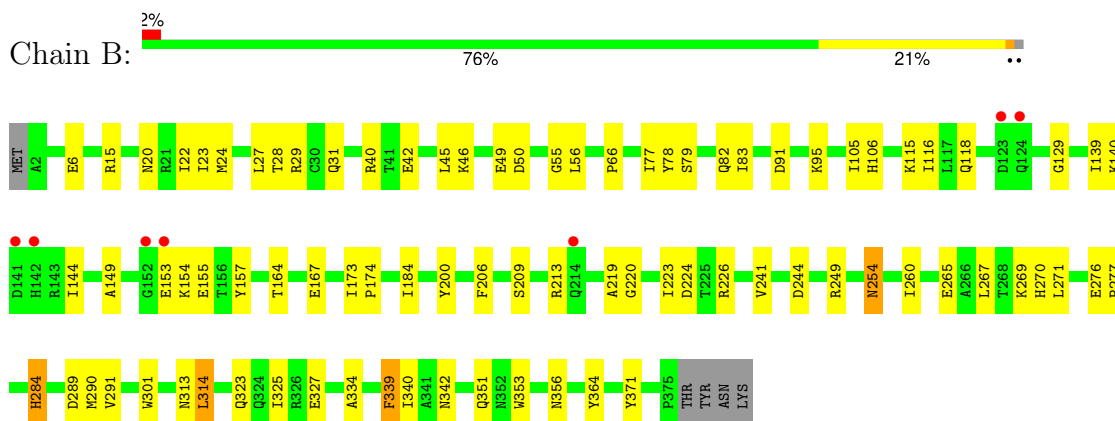 2%
Chain B:
76% 21% ••
MET A2 E6 R15 N20 R21 I22 I23 M24 L27 T28 R29 C30 Q31 R40 T41 E42 L45 K46 E49 D50 G55 L56 P66 I77 Y78 S79 Q82 I83 D91 K95 I105 H106 K115 I116 L117 Q118 D123 Q124 G129 I139 K140
D141 H142 R143 I144 A149 G152 E153 K154 E155 T156 Y157 T164 E167 I173 P174 I184 Y200 F206 S209 R213 Q214 A219 G220 I223 D224 T225 R226 V241 D244 R249 N254 I260 E265 A266 L267 T268 K269 H270 L271 E276
H284 D289 M290 V291 W301 N313 L314 Q323 Q324 I325 R326 E327 A334 F339 I340 A341 N342 Q351 N352 W353 N356 Y364 Y371 P375 THR TYR ASN LYS